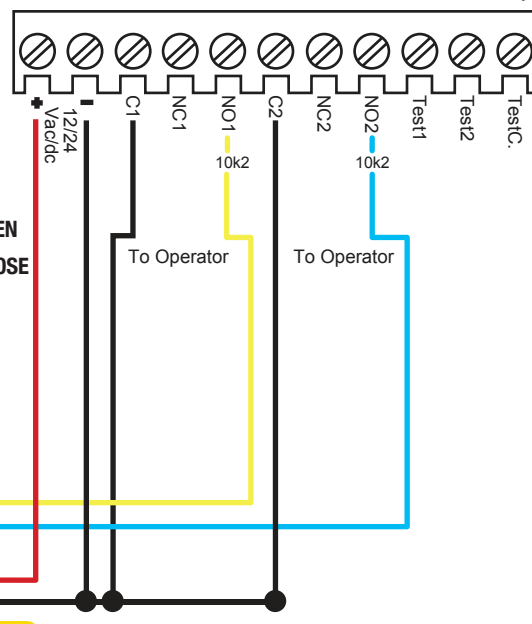 +
12/24
Vac/dc
-
C1
NC1
NO1
C2
NC2
NO2
Test1
Test2
TestC.
10k2
10k2
EN
OSE
To Operator
To Operator